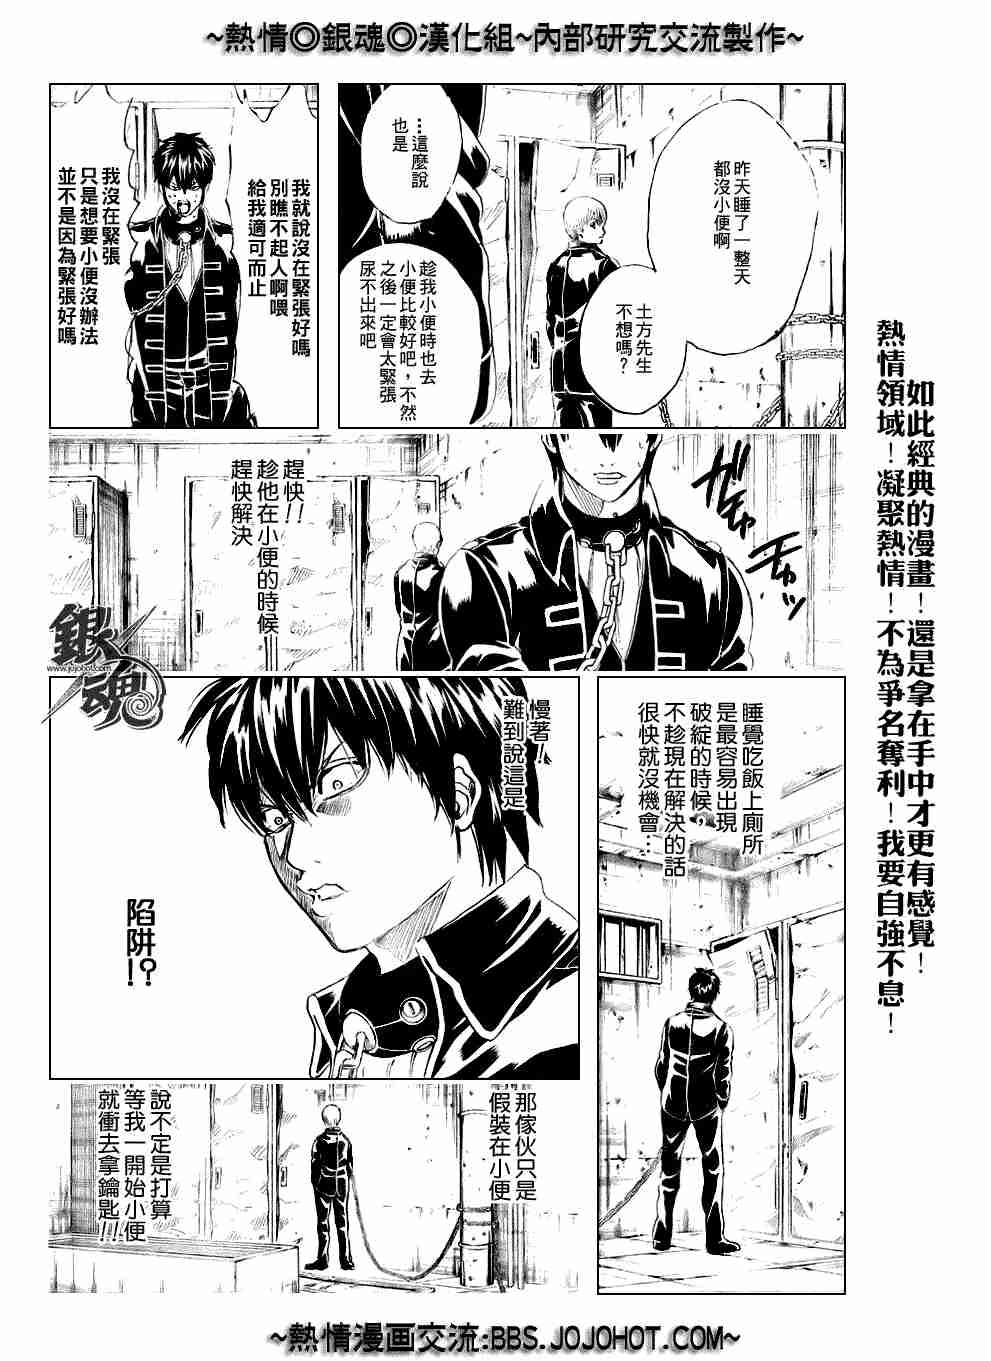 ~熱情◎銀魂◎漢化組~內部研究交流製作~
昨天睡了一整天
都沒小便啊
土方先生
不想嗎？
…這麼說
也是
趁我小便時也去
小便比較好吧，不然
之後一定會太緊張
尿不出來吧
我就說沒在緊張好嗎
別瞧不起人啊喂
給我適可而止
我沒在緊張
只是想要小便沒辦法
並不是因為緊張好嗎
趕快!!
趁他在小便的時候
趕快解決
銀魂
www.jojohot.com
睡覺吃飯上廁所
是最容易出現
破綻的時候
不趁現在解決的話
很快就沒機會…
慢著！
難到說這是
陷阱!?
那傢伙只是
假裝在小便
說不定是打算
等我一開始小便
就衝去拿鑰匙!!
如此經典的漫畫！還是拿在手中才更有感覺！
熱情領域！凝聚熱情！不為爭名奪利！我要自強不息！
~熱情漫画交流:BBS.JOJOHOT.COM~